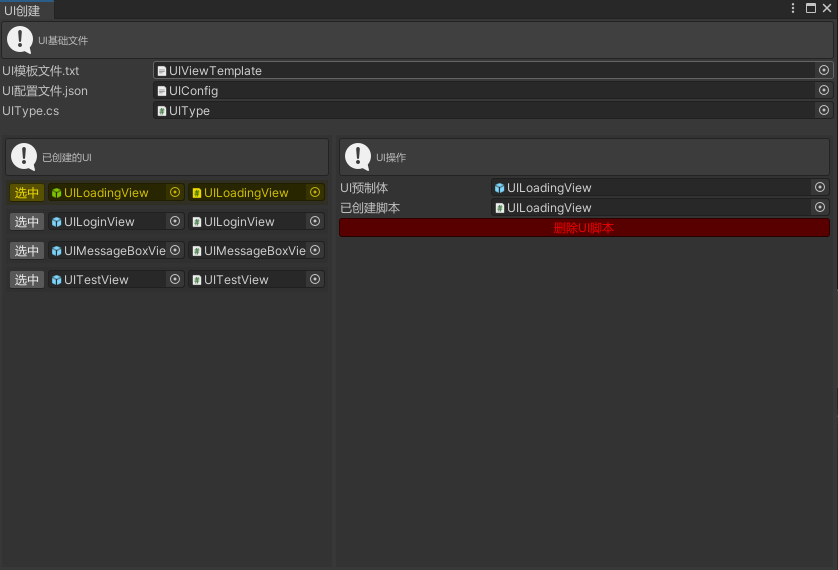 UI创建
UI基础文件
UI模板文件.txt UIViewTemplate
UI配置文件.json UIConfig
UIType.cs UIType
已创建的UI
选中 UILoadingView UILoadingView
选中 UILoginView UILoginView
选中 UIMessageBoxVie UIMessageBoxVie
选中 UITestView UITestView
UI操作
UI预制体 UILoadingView
已创建脚本 UILoadingView
删除UI脚本